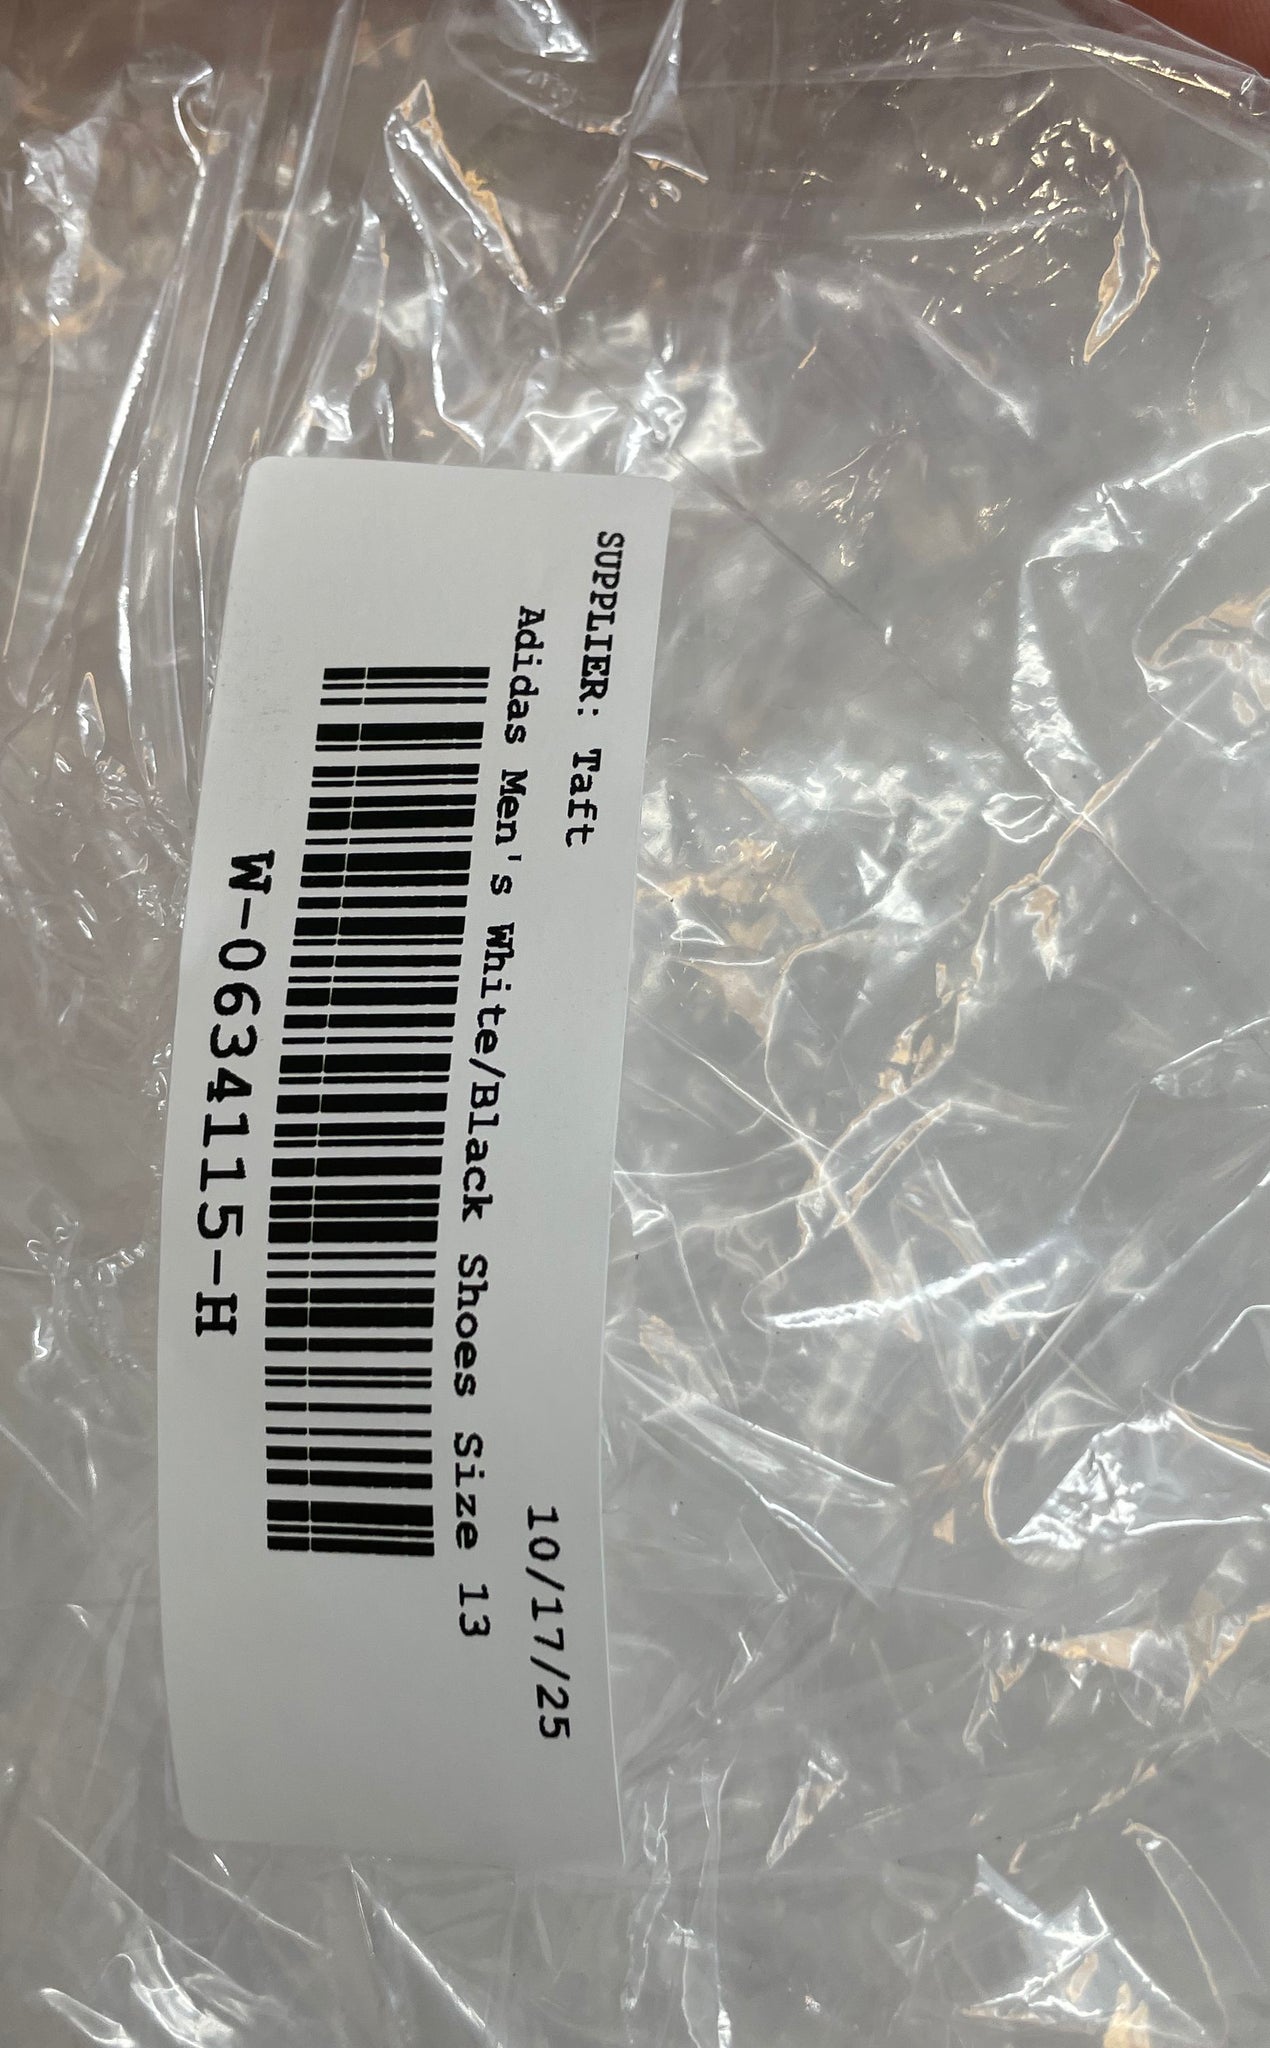 SUPPLIER: Taft
10/17/25
Adidas Men's White/Black Shoes Size 13
W-0634115-H